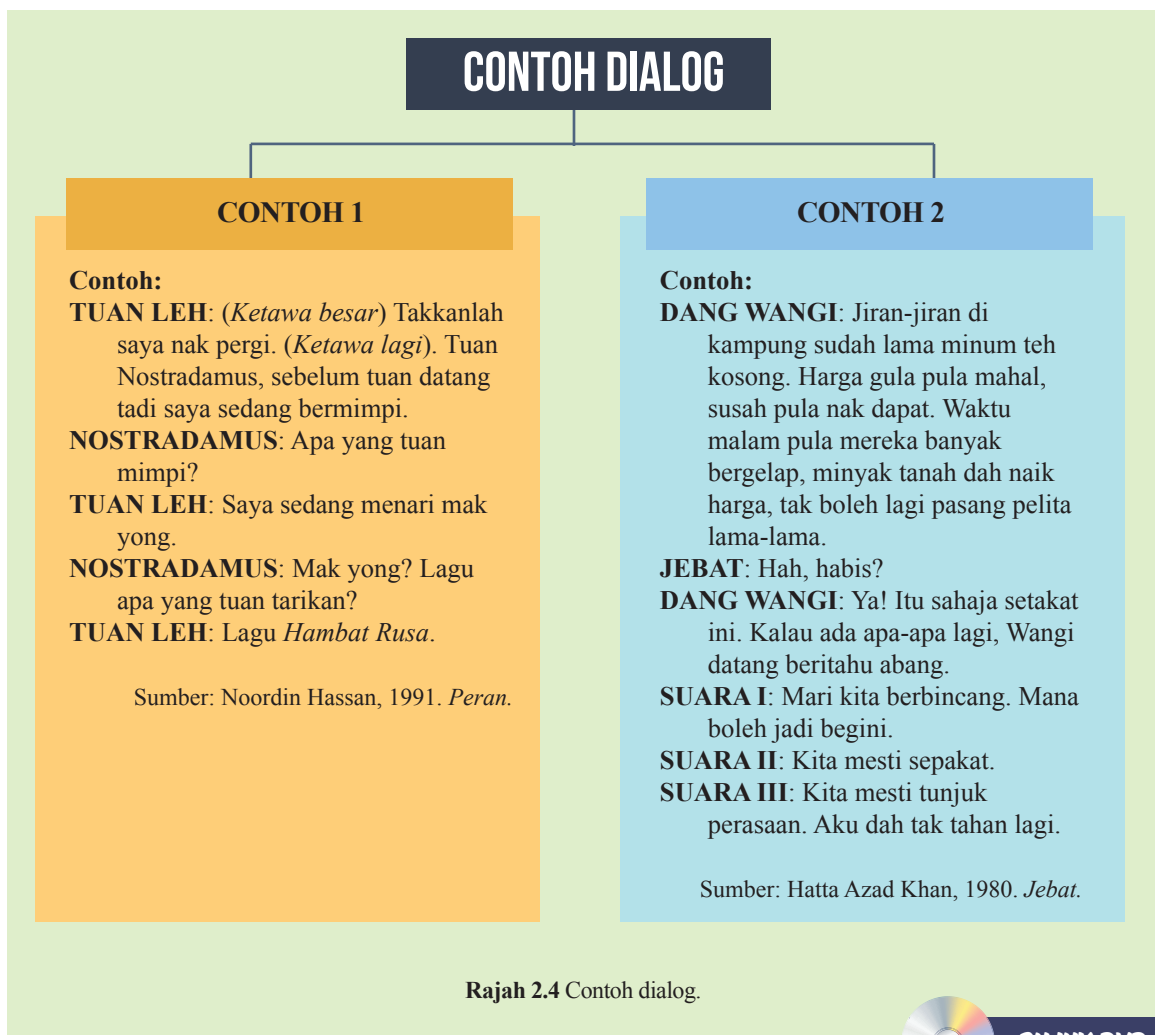 CONTOH DIALOG
CONTOH 1
Contoh:
TUAN LEH: (Ketawa besar) Takkanlah
saya nak pergi. (Ketawa lagi). Tuan
Nostradamus, sebelum tuan datang
tadi saya sedang bermimpi.
NOSTRADAMUS: Apa yang tuan
mimpi?
TUAN LEH: Saya sedang menari mak
yong.
NOSTRADAMUS: Mak yong? Lagu
apa yang tuan tarikan?
TUAN LEH: Lagu Hambat Rusa.
Sumber: Noordin Hassan, 1991. Peran.
CONTOH 2
Contoh:
DANG WANGI: Jiran-jiran di
kampung sudah lama minum teh
kosong. Harga gula pula mahal,
susah pula nak dapat. Waktu
malam pula mereka banyak
bergelap, minyak tanah dah naik
harga, tak boleh lagi pasang pelita
lama-lama.
JEBAT: Hah, habis?
DANG WANGI: Ya! Itu sahaja setakat
ini. Kalau ada apa-apa lagi, Wangi
datang beritahu abang.
SUARA I: Mari kita berbincang. Mana
boleh jadi begini.
SUARA II: Kita mesti sepakat.
SUARA III: Kita mesti tunjuk
perasaan. Aku dah tak tahan lagi.
Sumber: Hatta Azad Khan, 1980. Jebat.
Rajah 2.4 Contoh dialog.